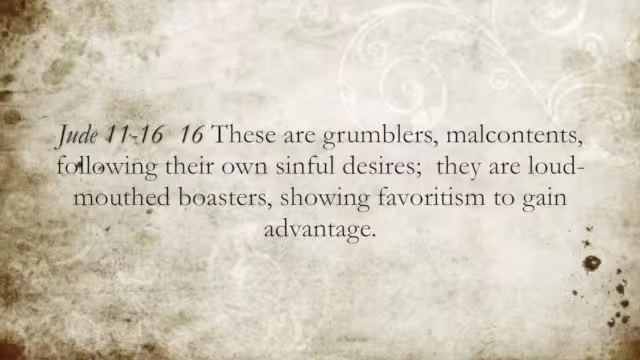 Jude 11-16 16 These are grumblers, malcontents,
following their own sinful desires; they are loud-
mouthed boasters, showing favoritism to gain
advantage.